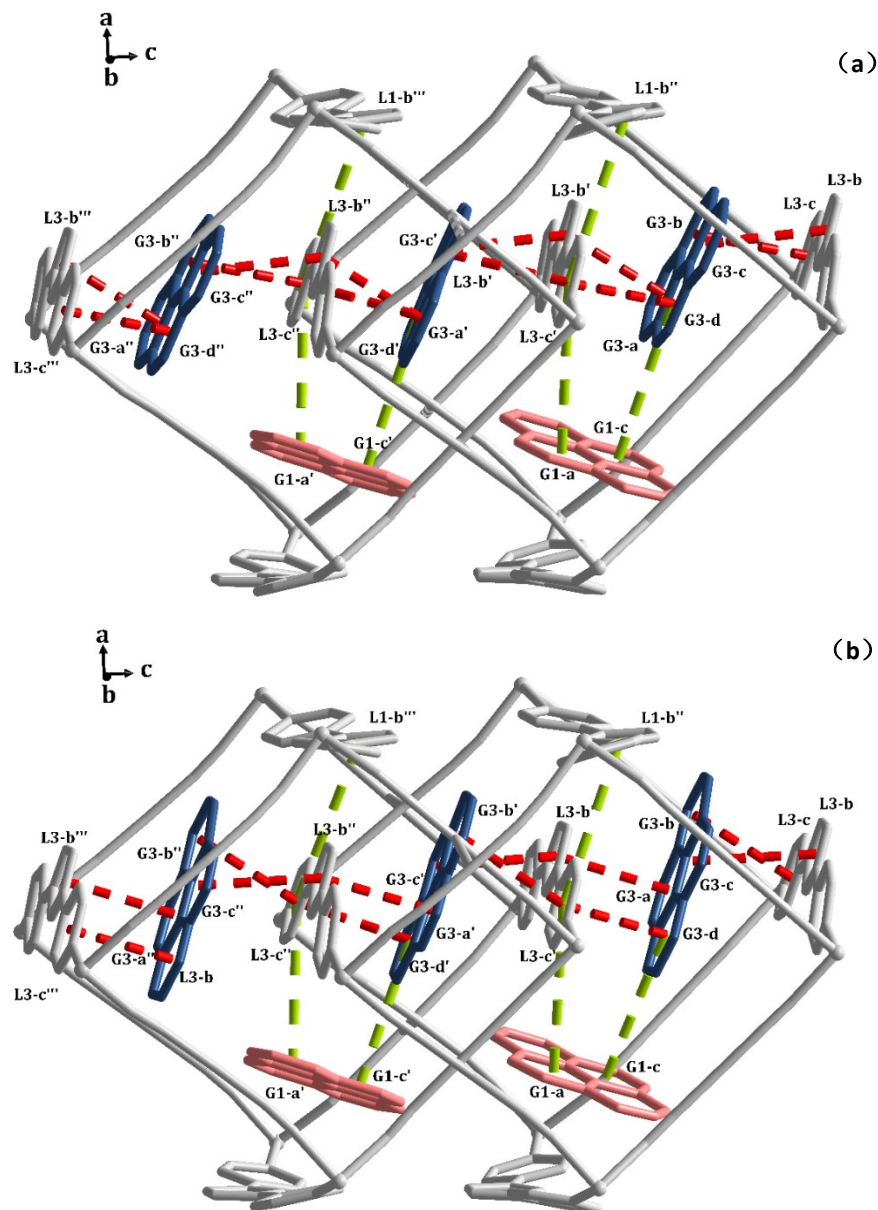 a
c
b
(a)
L1-b'''
L1-b''
L3-b'''
G3-b''
L3-b''
G3-c'
L3-b'
G3-b
L3-c
L3-b
G3-c''
L3-b'
G3-c
L3-c'''
G3-a''
G3-d''
L3-c''
G3-d'
G3-a'
L3-c'
G3-a
G3-d
G1-c'
G1-c
G1-a'
G1-a
a
c
b
(b)
L1-b'''
L1-b''
L3-b'''
G3-b''
L3-b''
G3-b'
L3-b'
G3-b
L3-c
L3-b
G3-c'
G3-a
G3-c
G3-c''
G3-a'
G3-d
G3-a''
L3-b
L3-c''
G3-d'
L3-c'
L3-c'''
G1-a'
G1-c'
G1-a
G1-c